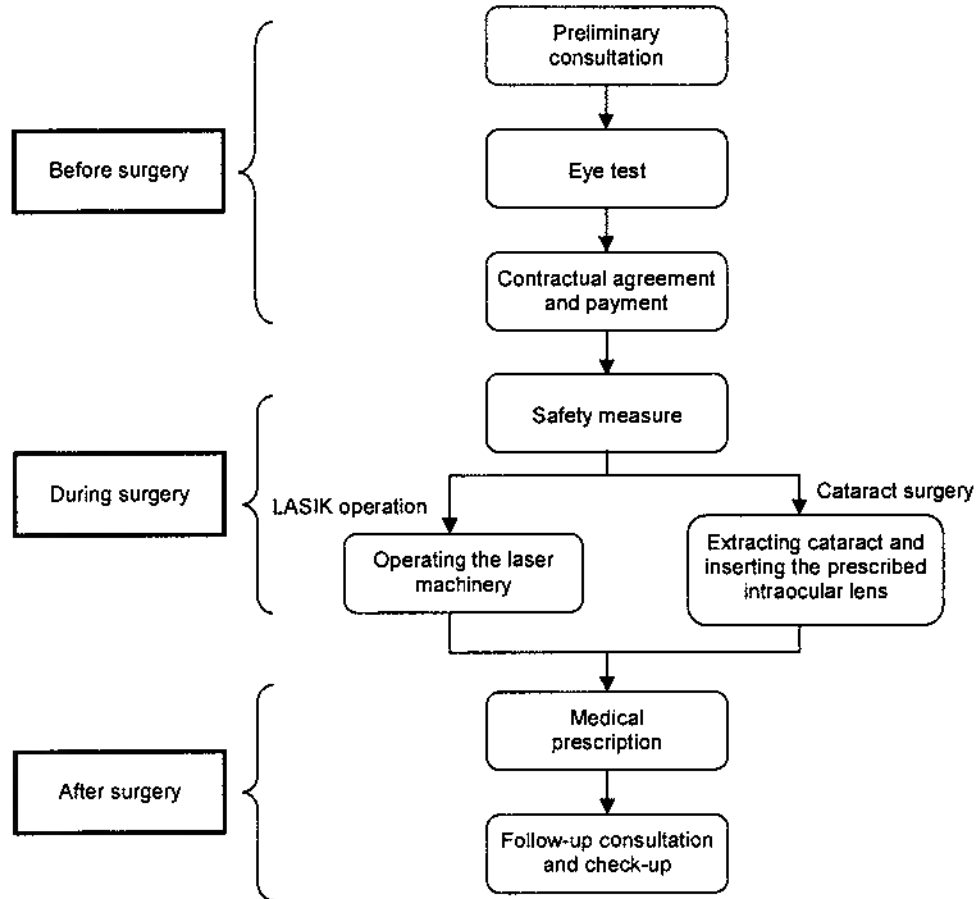 Preliminary
consultation
Before surgery
Eye test
Contractual agreement
and payment
Safety measure
During surgery
LASIK operation
Cataract surgery
Operating the laser
machinery
Extracting cataract and
inserting the prescribed
intraocular lens
Medical
prescription
After surgery
Follow-up consultation
and check-up